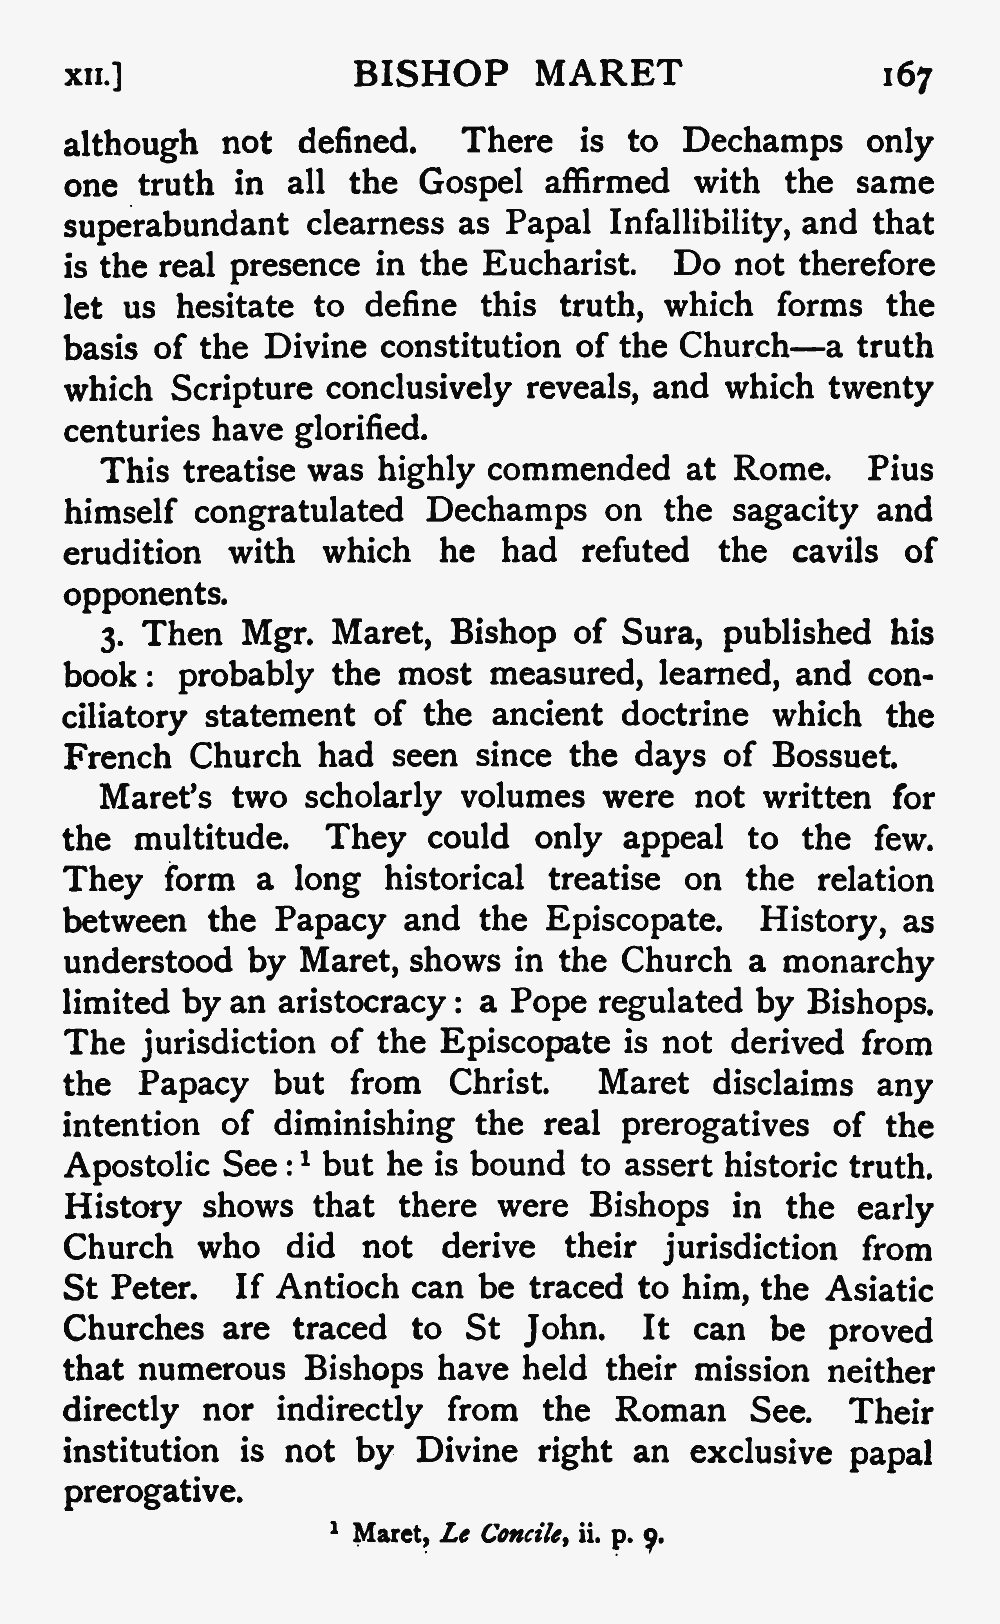 XII.] BISHOP MARET 167
although not defined. There is to Dechamps only
one truth in all the Gospel affirmed with the same
superabundant clearness as Papal Infallibility, and that
is the real presence in the Eucharist. Do not therefore
let us hesitate to define this truth, which forms the
basis of the Divine constitution of the Church—a truth
which Scripture conclusively reveals, and which twenty
centuries have glorified.
This treatise was highly commended at Rome. Pius
himself congratulated Dechamps on the sagacity and
erudition with which he had refuted the cavils of
opponents.
3. Then Mgr. Maret, Bishop of Sura, published his
book : probably the most measured, learned, and con-
ciliatory statement of the ancient doctrine which the
French Church had seen since the days of Bossuet.
Maret's two scholarly volumes were not written for
the multitude. They could only appeal to the few.
They form a long historical treatise on the relation
between the Papacy and the Episcopate. History, as
understood by Maret, shows in the Church a monarchy
limited by an aristocracy : a Pope regulated by Bishops.
The jurisdiction of the Episcopate is not derived from
the Papacy but from Christ. Maret disclaims any
intention of diminishing the real prerogatives of the
Apostolic See :¹ but he is bound to assert historic truth.
History shows that there were Bishops in the early
Church who did not derive their jurisdiction from
St Peter. If Antioch can be traced to him, the Asiatic
Churches are traced to St John. It can be proved
that numerous Bishops have held their mission neither
directly nor indirectly from the Roman See. Their
institution is not by Divine right an exclusive papal
prerogative.
¹ Maret, Le Concile, ii. p. 9.